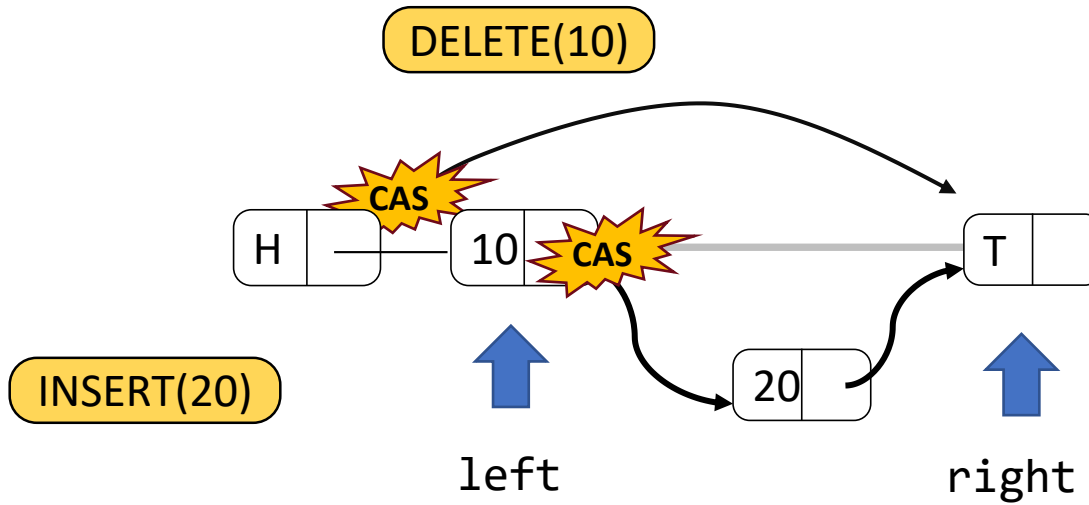 DELETE(10)
CAS
H
10
CAS
T
INSERT(20)
20
left
right